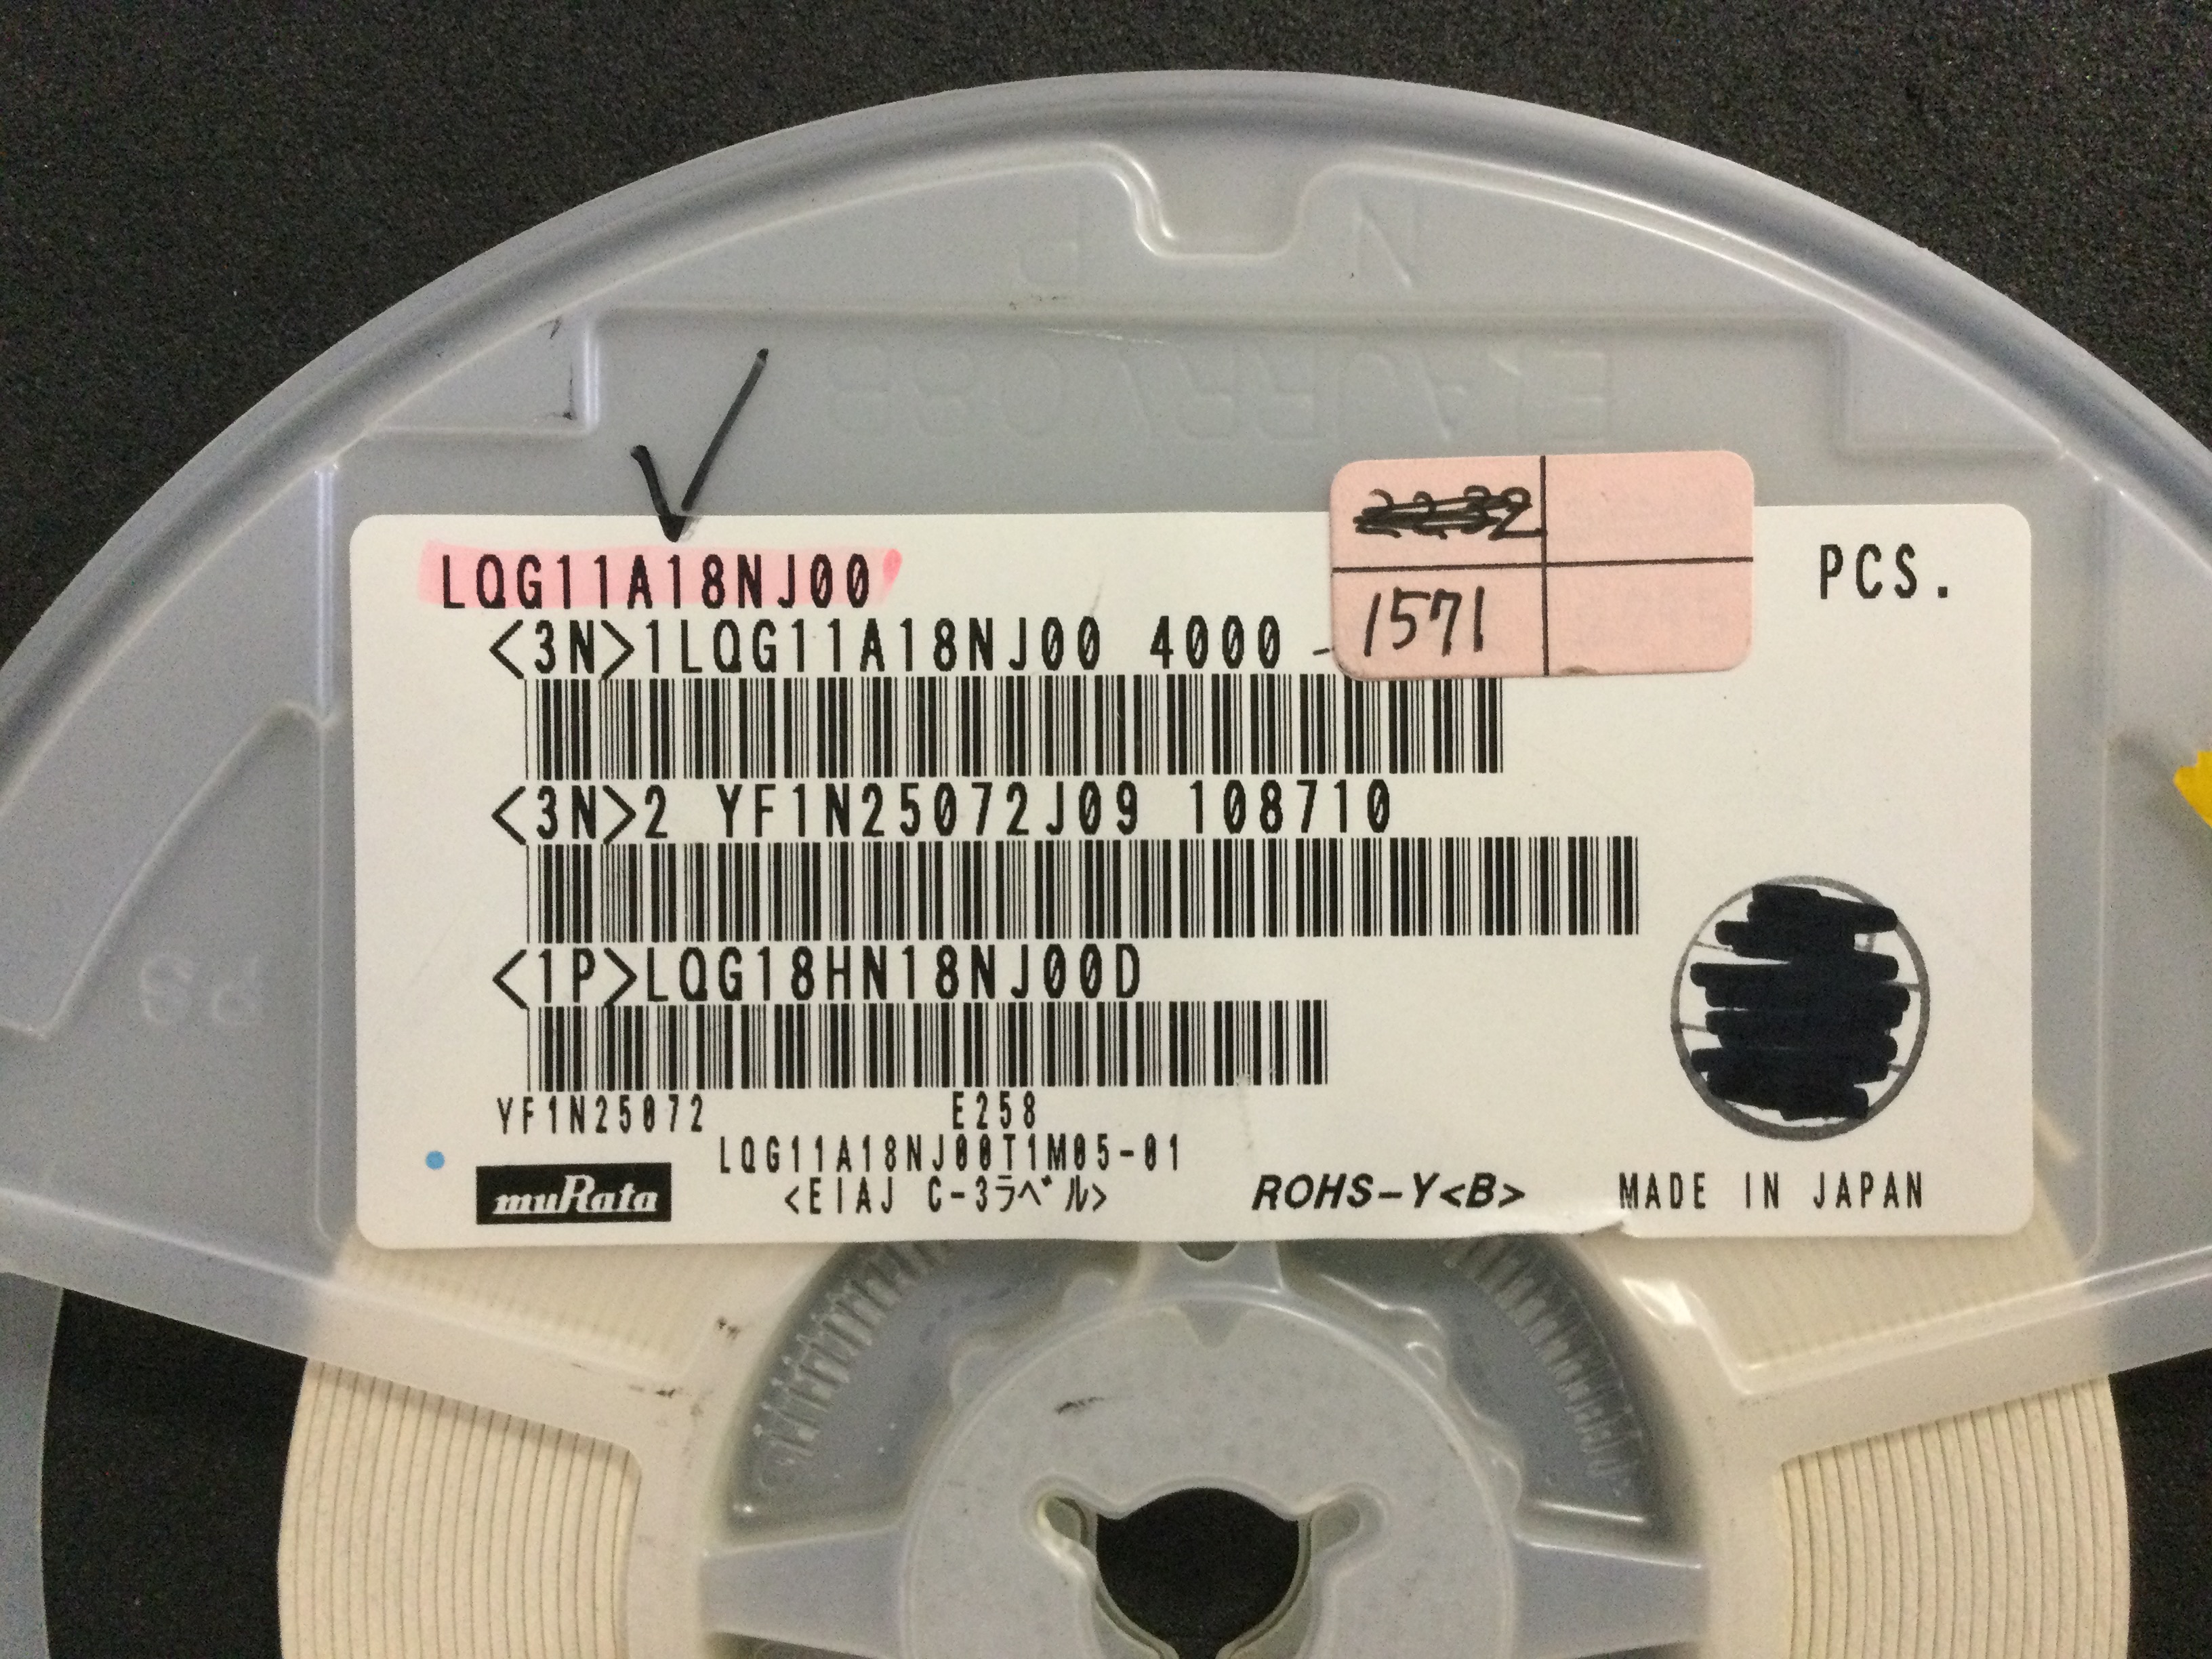 LQG11A18NJ00
PCS.
1571
<3N>1LQG11A18NJ00 4000 -
<3N>2 YF1N25072J09 108710
<1P>LQG18HN18NJ00D
YF1N25072 E258
LQG11A18NJ00T1M05-01
muRata
<EIAJ C-3ラベル>
ROHS-Y<B>
MADE IN JAPAN